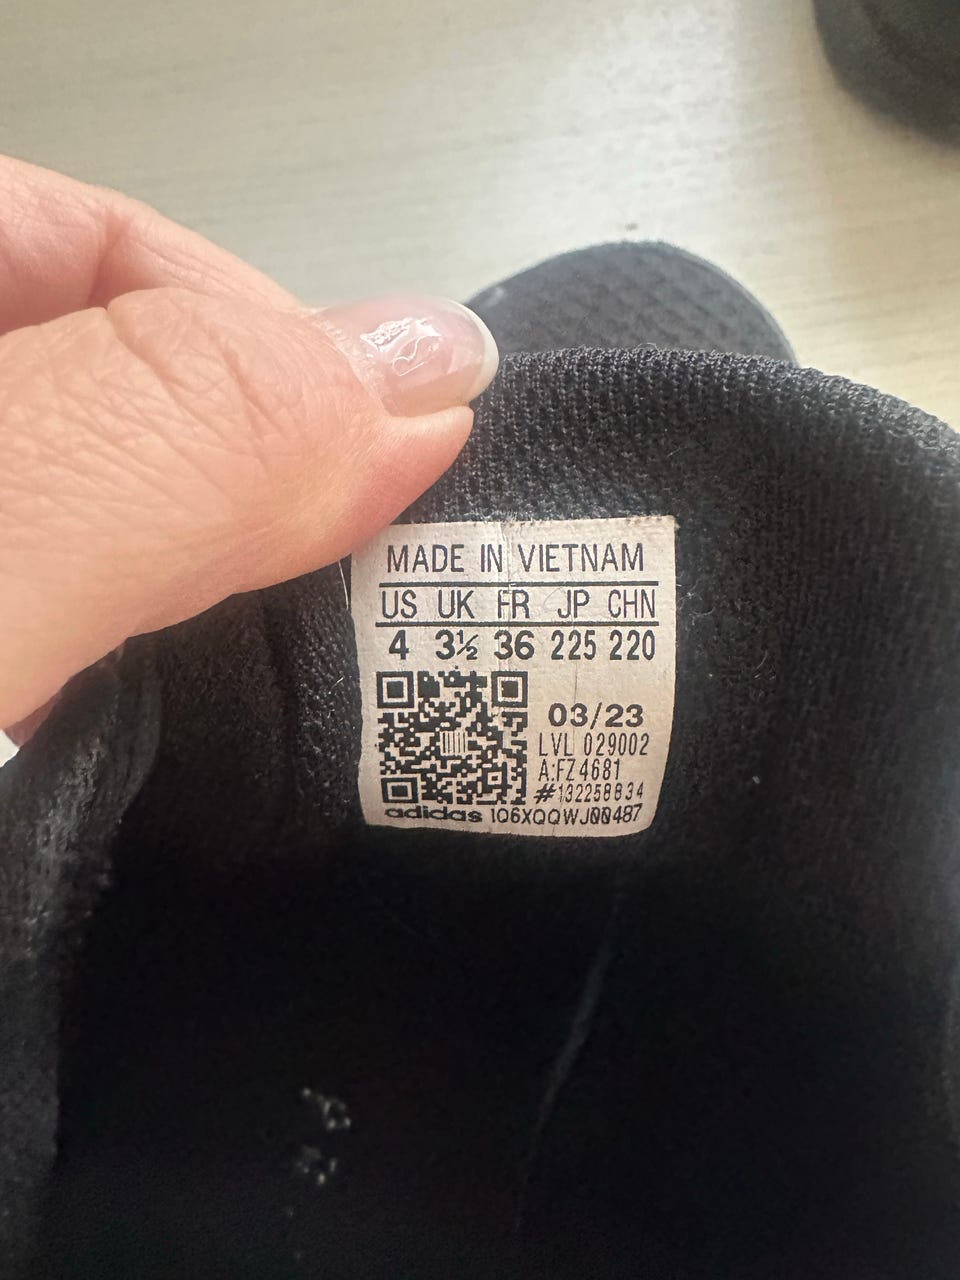 MADE IN VIETNAM
US UK FR JP CHN
4 3½ 36 225 220
03/23
LVL 029002
A:FZ4681
#132258834
adidas 1Q6XQQWJ00487